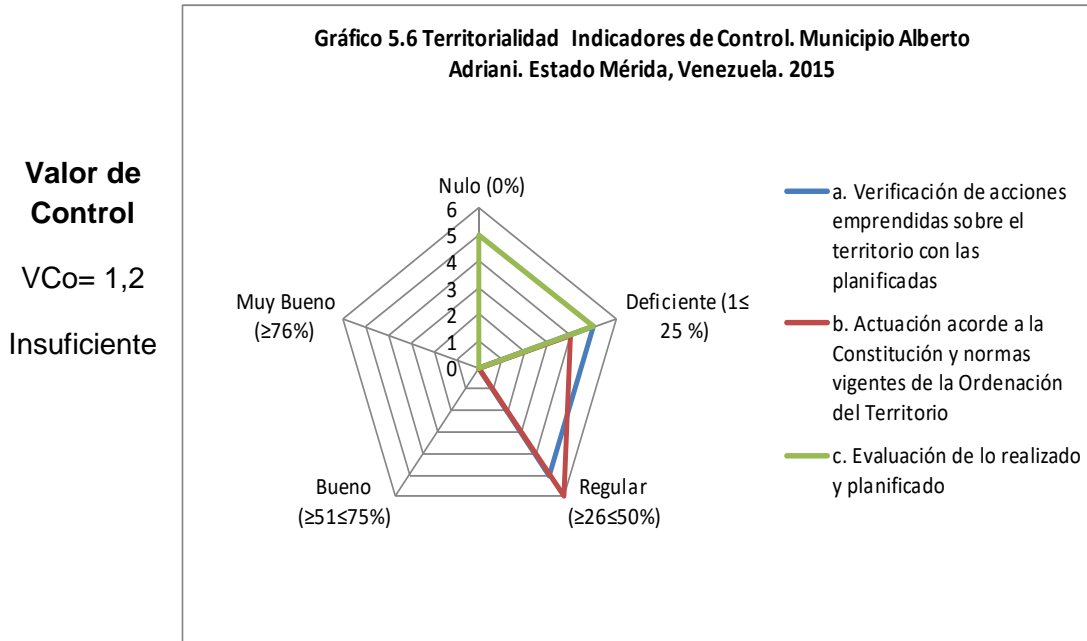 Valor de
Control
VCo= 1,2
Insuficiente
Gráfico 5.6 Territorialidad Indicadores de Control. Municipio Alberto
Adriani. Estado Mérida, Venezuela. 2015
Nulo (0%)
6
5
4
3
2
1
0
Deficiente (1≤
25 %)
Regular
(≥26≤50%)
Bueno
(≥51≤75%)
Muy Bueno
(≥76%)
a. Verificación de acciones
emprendidas sobre el
territorio con las
planificadas
b. Actuación acorde a la
Constitución y normas
vigentes de la Ordenación
del Territorio
c. Evaluación de lo realizado
y planificado